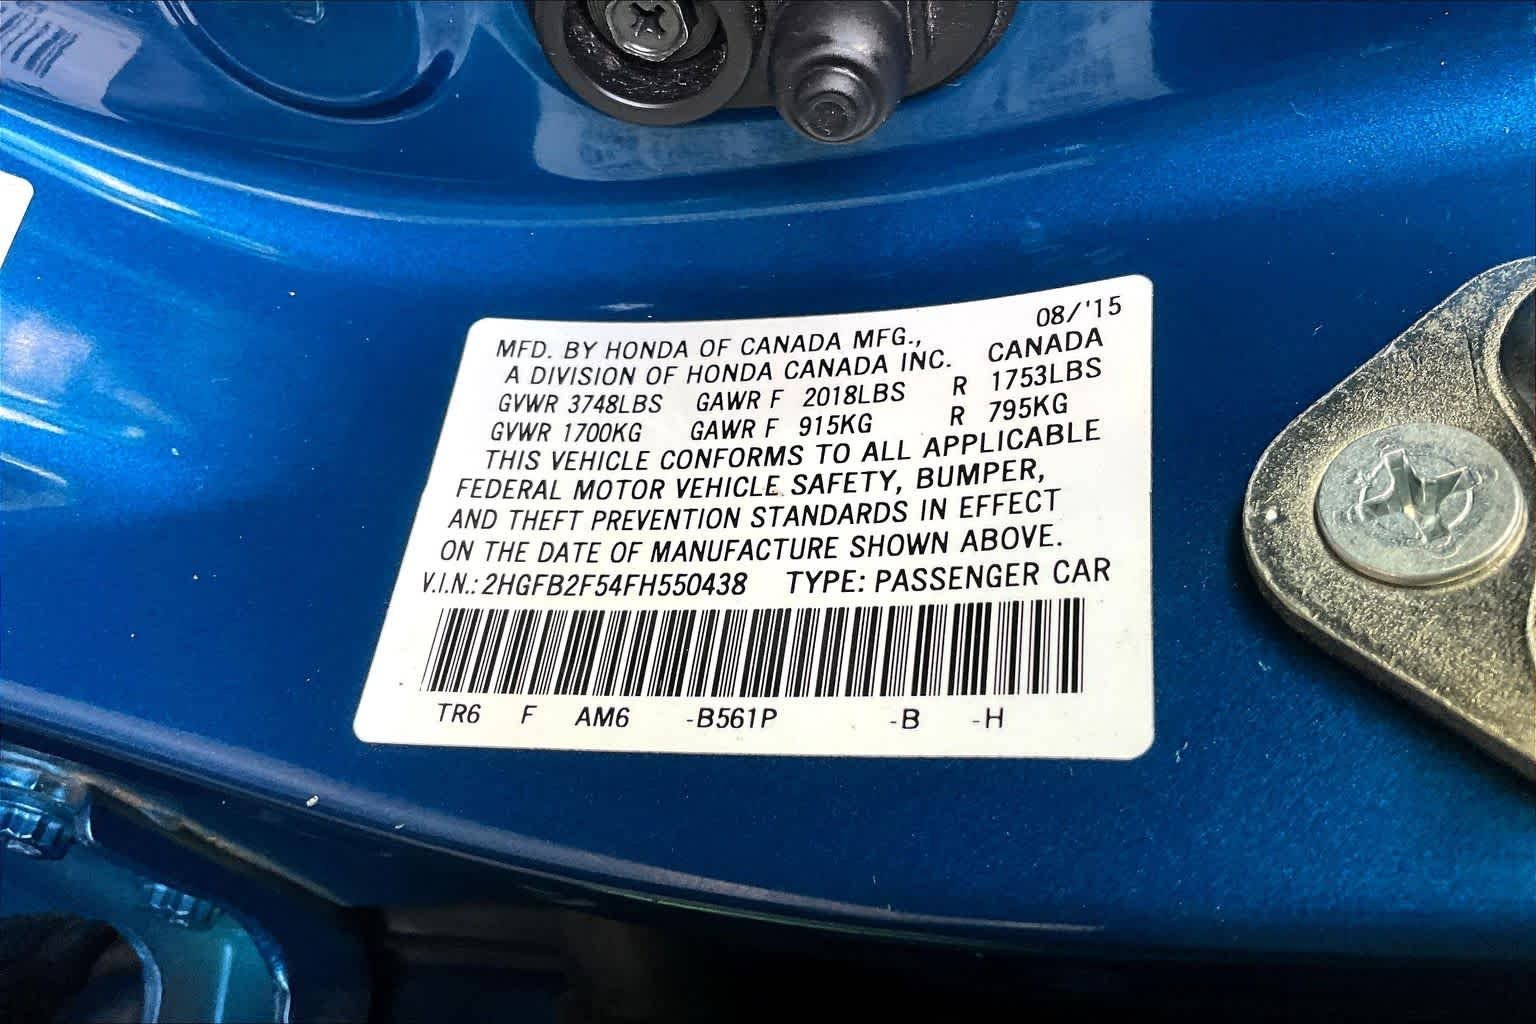 08/'15
MFD. BY HONDA OF CANADA MFG.,
A DIVISION OF HONDA CANADA INC. CANADA
GVWR 3748LBS GAWR F 2018LBS R 1753LBS
GVWR 1700KG GAWR F 915KG R 795KG
THIS VEHICLE CONFORMS TO ALL APPLICABLE
FEDERAL MOTOR VEHICLE SAFETY, BUMPER,
AND THEFT PREVENTION STANDARDS IN EFFECT
ON THE DATE OF MANUFACTURE SHOWN ABOVE.
V.I.N.: 2HGFB2F54FH550438 TYPE: PASSENGER CAR
TR6 F AM6 -B561P -B -H